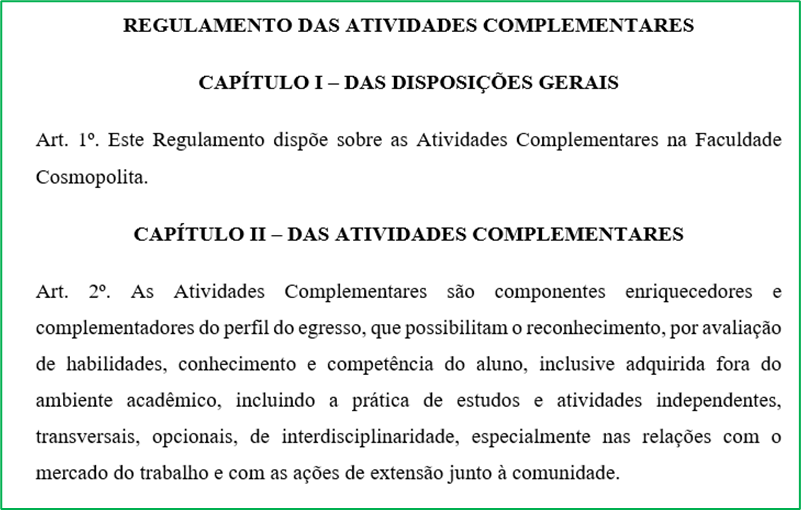 REGULAMENTO DAS ATIVIDADES COMPLEMENTARES
CAPÍTULO I – DAS DISPOSIÇÕES GERAIS
Art. 1º. Este Regulamento dispõe sobre as Atividades Complementares na Faculdade
Cosmopolita.
CAPÍTULO II – DAS ATIVIDADES COMPLEMENTARES
Art. 2º. As Atividades Complementares são componentes enriquecedores e
complementadores do perfil do egresso, que possibilitam o reconhecimento, por avaliação
de habilidades, conhecimento e competência do aluno, inclusive adquirida fora do
ambiente acadêmico, incluindo a prática de estudos e atividades independentes,
transversais, opcionais, de interdisciplinaridade, especialmente nas relações com o
mercado do trabalho e com as ações de extensão junto à comunidade.